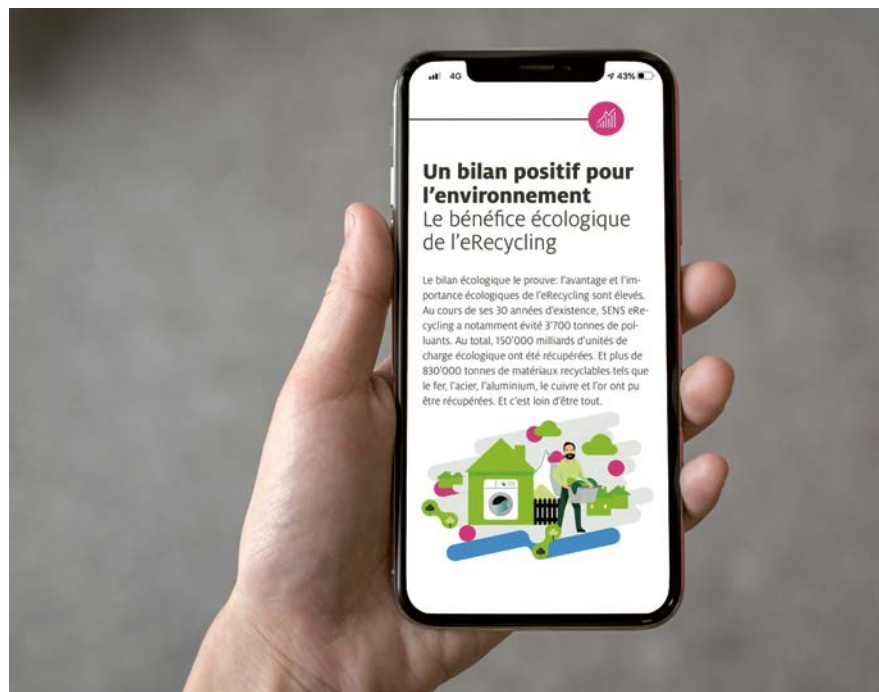 4G
43%
Un bilan positif pour
l'environnement
Le bénéfice écologique
de l'eRecycling
Le bilan écologique le prouve: l'avantage et l'im-
portance écologiques de l'eRecycling sont élevés.
Au cours de ses 30 années d'existence, SENS eRe-
cycling a notamment évité 3'700 tonnes de pol-
luants. Au total, 150'000 milliards d'unités de
charge écologique ont été récupérées. Et plus de
830'000 tonnes de matériaux recyclables tels que
le fer, l'acier, l'aluminium, le cuivre et l'or ont pu
être récupérées. Et c'est loin d'être tout.